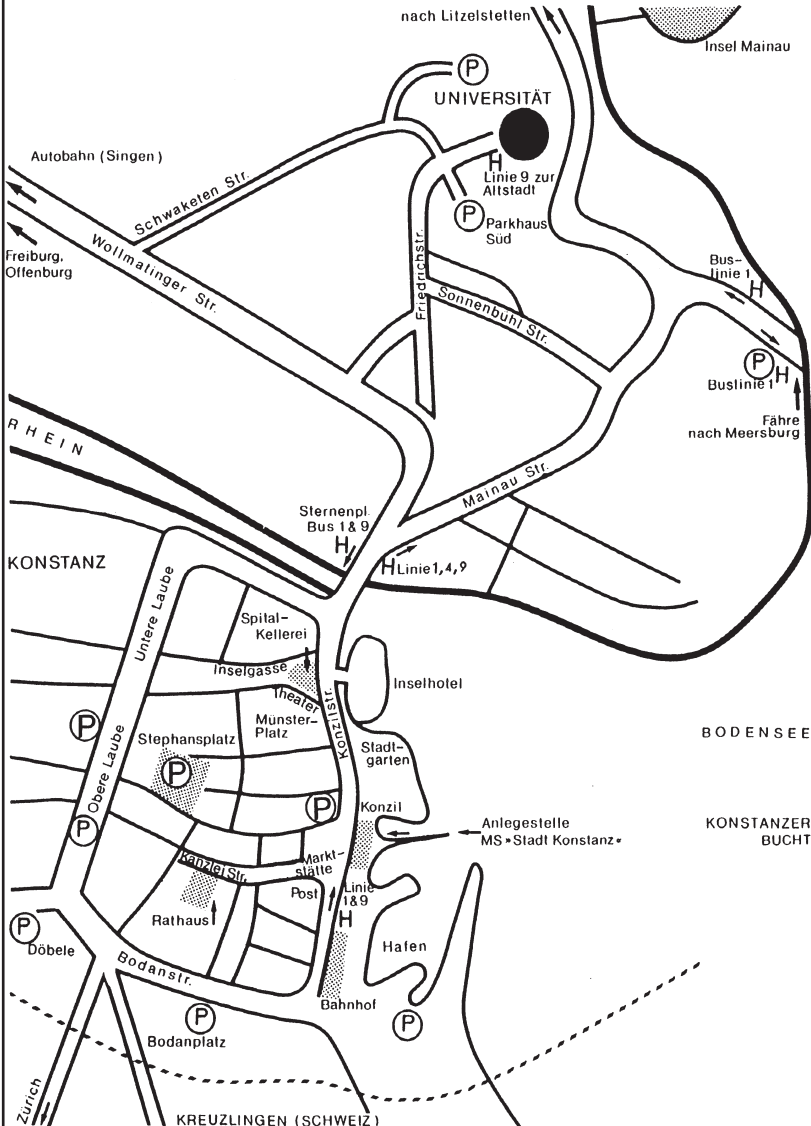 nach Litzelstetten
Insel Mainau
P
UNIVERSITÄT
Autobahn (Singen)
H
Linie 9 zur
Altstadt
Schwaketen Str.
P
Parkhaus
Süd
Wollmatinger Str.
Freiburg,
Offenburg
Friedrichstr.
Bus-
linie 1
H
Sonnenbühl Str.
P
H
Buslinie 1
Fähre
nach Meersburg
RHEIN
Mainau Str.
Sternenpl.
Bus 1 & 9
H
H Linie 1,4,9
KONSTANZ
Untere Laube
Spital-
Kellerei
Inselgasse
Theater
Inselhotel
Münster-
Platz
Konzilstr.
P
Stephansplatz
Stadt-
garten
BODENSEE
P
Obere Laube
P
Konzil
P
Anlegestelle
MS »Stadt Konstanz«
KONSTANZER
BUCHT
Kanzlei Str.
Markt-
stätte
Post
Linie
1&9
H
Rathaus
P
Döbele
Hafen
Bodanstr.
Bahnhof
P
P
Bodanplatz
Zürich
KREUZLINGEN (SCHWEIZ)